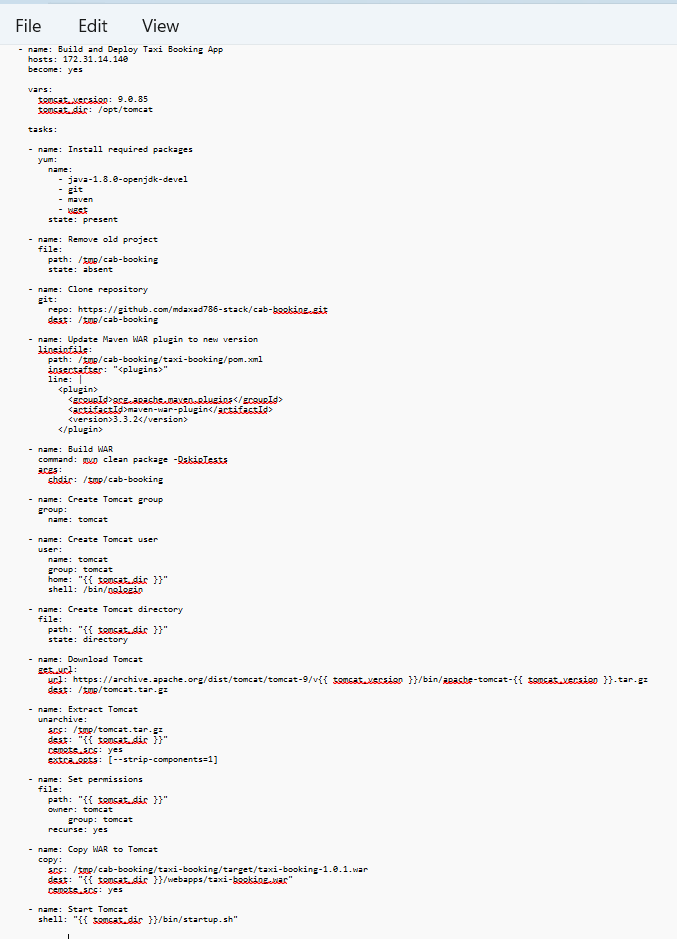 File Edit View
- name: Build and Deploy Taxi Booking App
  hosts: 172.31.14.140
  become: yes

  vars:
    tomcat_version: 9.0.85
    tomcat_dir: /opt/tomcat

  tasks:

  - name: Install required packages
    yum:
      name:
        - java-1.8.0-openjdk-devel
        - git
        - maven
        - wget
      state: present

  - name: Remove old project
    file:
      path: /tmp/cab-booking
      state: absent

  - name: Clone repository
    git:
      repo: https://github.com/mdaxad786-stack/cab-booking.git
      dest: /tmp/cab-booking

  - name: Update Maven WAR plugin to new version
    lineinfile:
      path: /tmp/cab-booking/taxi-booking/pom.xml
      insertafter: "<plugins>"
      line: |
        <plugin>
          <groupId>org.apache.maven.plugins</groupId>
          <artifactId>maven-war-plugin</artifactId>
          <version>3.3.2</version>
        </plugin>

  - name: Build WAR
    command: mvn clean package -DskipTests
    args:
      chdir: /tmp/cab-booking

  - name: Create Tomcat group
    group:
      name: tomcat

  - name: Create Tomcat user
    user:
      name: tomcat
      group: tomcat
      home: "{{ tomcat_dir }}"
      shell: /bin/nologin

  - name: Create Tomcat directory
    file:
      path: "{{ tomcat_dir }}"
      state: directory

  - name: Download Tomcat
    get_url:
      url: https://archive.apache.org/dist/tomcat/tomcat-9/v{{ tomcat_version }}/bin/apache-tomcat-{{ tomcat_version }}.tar.gz
      dest: /tmp/tomcat.tar.gz

  - name: Extract Tomcat
    unarchive:
      src: /tmp/tomcat.tar.gz
      dest: "{{ tomcat_dir }}"
      remote_src: yes
      extra_opts: [--strip-components=1]

  - name: Set permissions
    file:
      path: "{{ tomcat_dir }}"
      owner: tomcat
          group: tomcat
      recurse: yes

  - name: Copy WAR to Tomcat
    copy:
      src: /tmp/cab-booking/taxi-booking/target/taxi-booking-1.0.1.war
      dest: "{{ tomcat_dir }}/webapps/taxi-booking.war"
      remote_src: yes

  - name: Start Tomcat
    shell: "{{ tomcat_dir }}/bin/startup.sh"